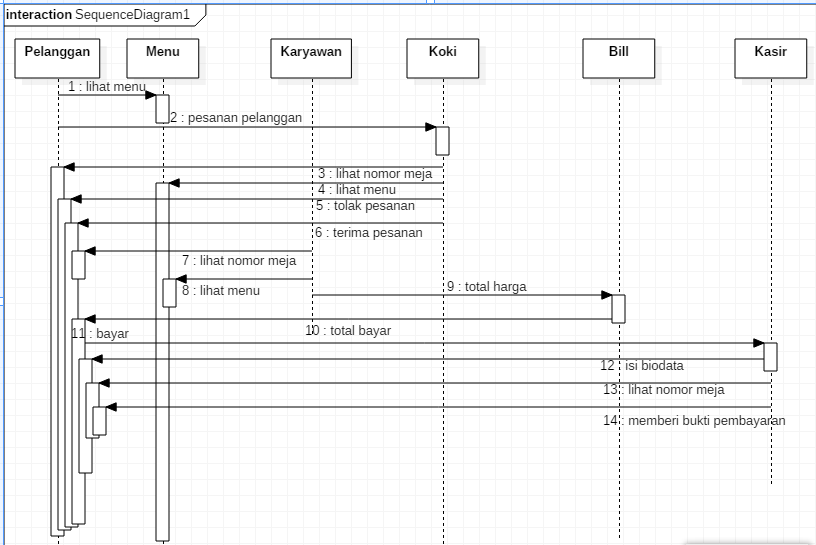 interaction SequenceDiagram1
Pelanggan
Menu
Karyawan
Koki
Bill
Kasir
1 : lihat menu
2 : pesanan pelanggan
3 : lihat nomor meja
4 : lihat menu
5 : tolak pesanan
6 : terima pesanan
7 : lihat nomor meja
8 : lihat menu
9 : total harga
10 : total bayar
11 : bayar
12 : isi biodata
13 : lihat nomor meja
14 : memberi bukti pembayaran